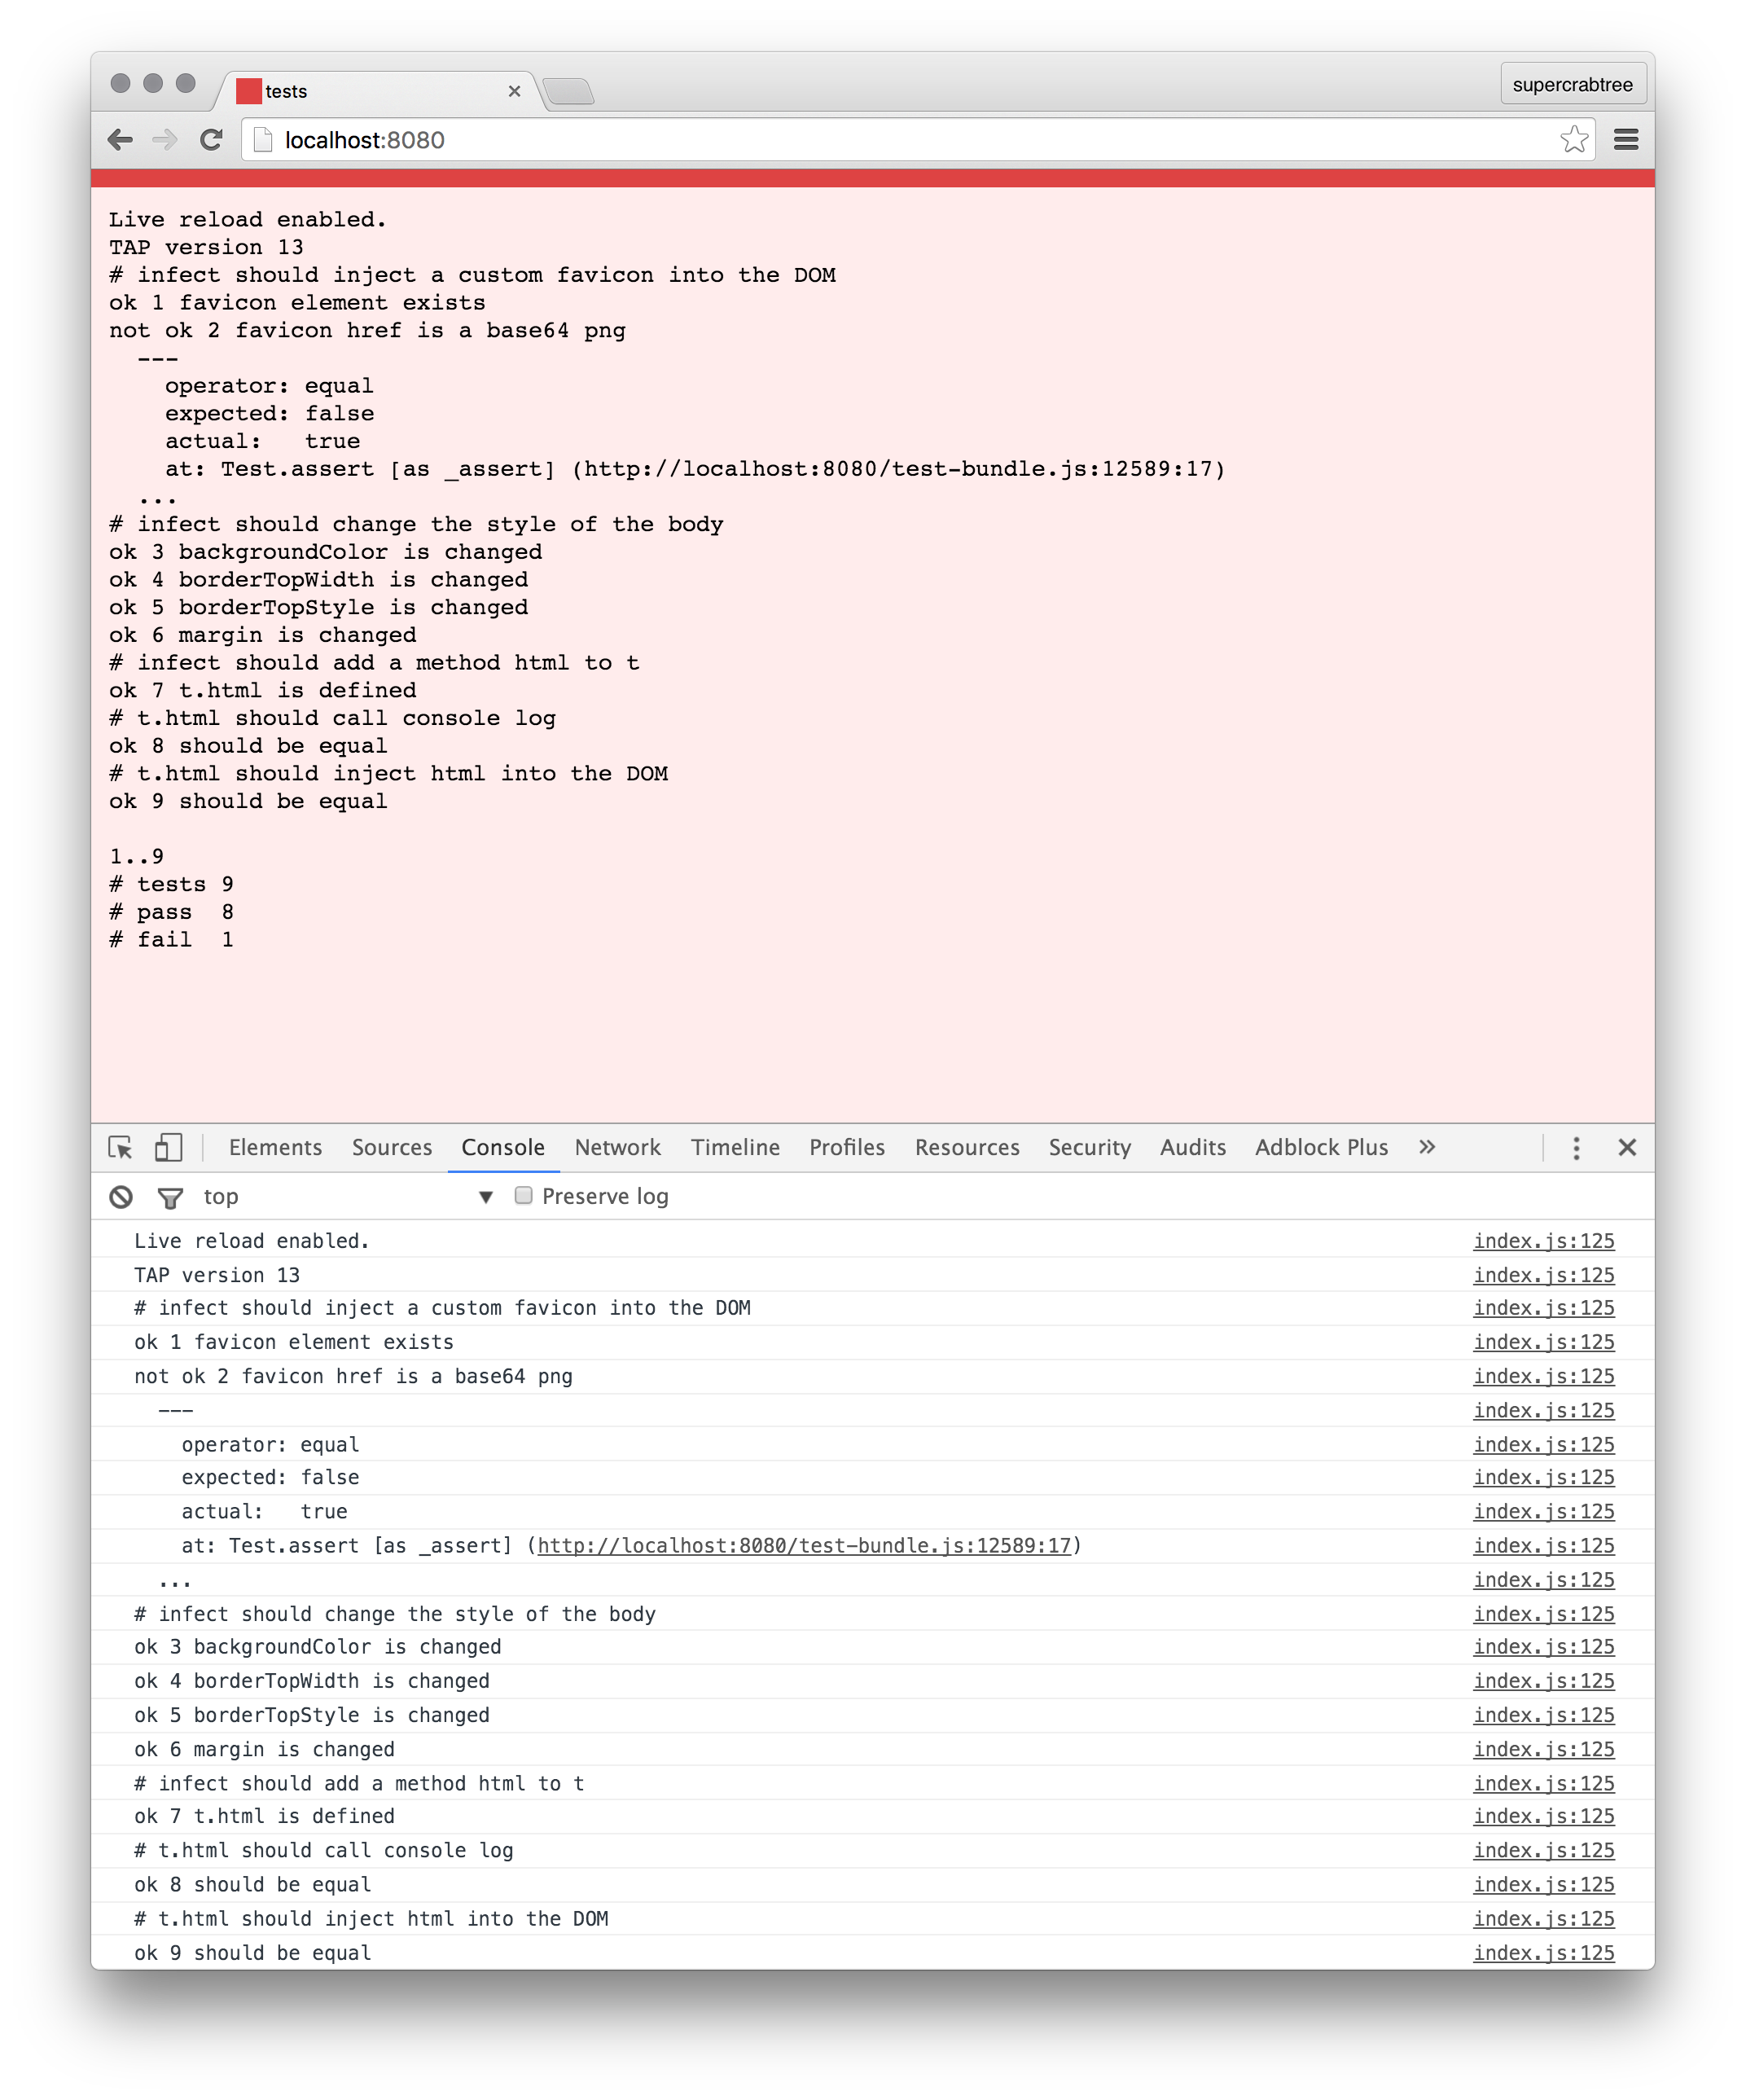 tests
supercrabtree
localhost:8080
Live reload enabled.
TAP version 13
# infect should inject a custom favicon into the DOM
ok 1 favicon element exists
not ok 2 favicon href is a base64 png
  ---
    operator: equal
    expected: false
    actual:   true
    at: Test.assert [as _assert] (http://localhost:8080/test-bundle.js:12589:17)
  ...
# infect should change the style of the body
ok 3 backgroundColor is changed
ok 4 borderTopWidth is changed
ok 5 borderTopStyle is changed
ok 6 margin is changed
# infect should add a method html to t
ok 7 t.html is defined
# t.html should call console log
ok 8 should be equal
# t.html should inject html into the DOM
ok 9 should be equal
1..9
# tests 9
# pass  8
# fail  1
Elements Sources Console Network Timeline Profiles Resources Security Audits Adblock Plus »
top Preserve log
Live reload enabled. index.js:125
TAP version 13 index.js:125
# infect should inject a custom favicon into the DOM index.js:125
ok 1 favicon element exists index.js:125
not ok 2 favicon href is a base64 png index.js:125
  --- index.js:125
    operator: equal index.js:125
    expected: false index.js:125
    actual:   true index.js:125
    at: Test.assert [as _assert] (http://localhost:8080/test-bundle.js:12589:17) index.js:125
  ... index.js:125
# infect should change the style of the body index.js:125
ok 3 backgroundColor is changed index.js:125
ok 4 borderTopWidth is changed index.js:125
ok 5 borderTopStyle is changed index.js:125
ok 6 margin is changed index.js:125
# infect should add a method html to t index.js:125
ok 7 t.html is defined index.js:125
# t.html should call console log index.js:125
ok 8 should be equal index.js:125
# t.html should inject html into the DOM index.js:125
ok 9 should be equal index.js:125